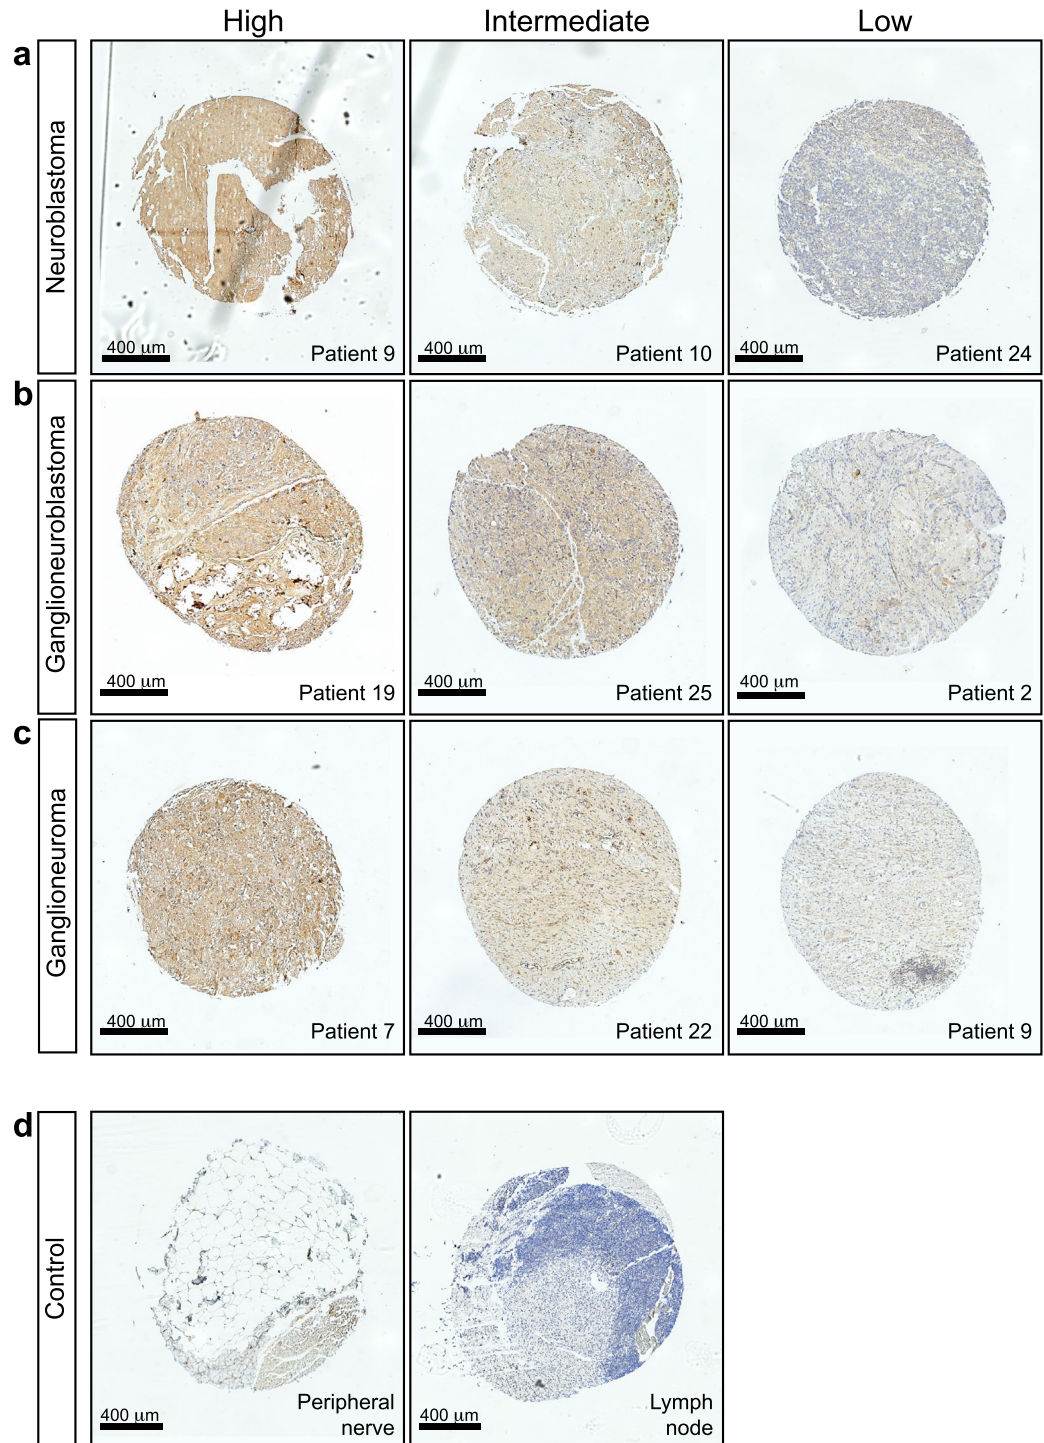 High
Intermediate
Low
a
Neuroblastoma
400 µm
Patient 9
400 µm
Patient 10
400 µm
Patient 24
b
Ganglioneuroblastoma
400 µm
Patient 19
400 µm
Patient 25
400 µm
Patient 2
c
Ganglioneuroma
400 µm
Patient 7
400 µm
Patient 22
400 µm
Patient 9
d
Control
400 µm
Peripheral
nerve
400 µm
Lymph
node